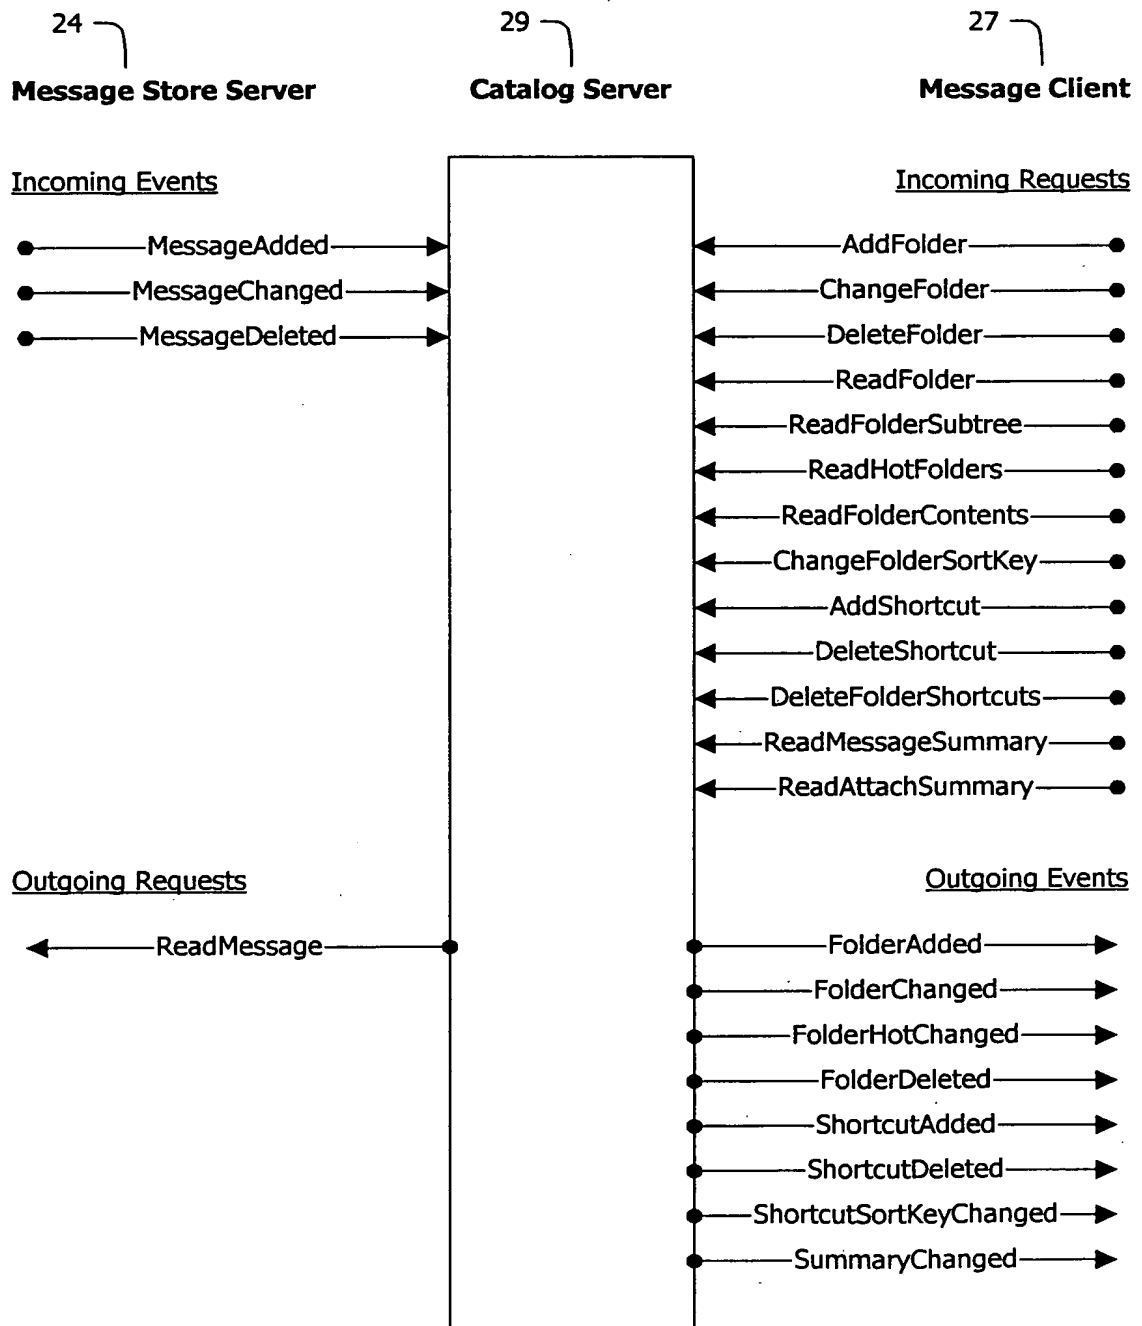 24 29 27
Message Store Server Catalog Server Message Client
Incoming Events Incoming Requests
MessageAdded AddFolder
MessageChanged ChangeFolder
MessageDeleted DeleteFolder
ReadFolder
ReadFolderSubtree
ReadHotFolders
ReadFolderContents
ChangeFolderSortKey
AddShortcut
DeleteShortcut
DeleteFolderShortcuts
ReadMessageSummary
ReadAttachSummary
Outgoing Requests Outgoing Events
ReadMessage FolderAdded
FolderChanged
FolderHotChanged
FolderDeleted
ShortcutAdded
ShortcutDeleted
ShortcutSortKeyChanged
SummaryChanged